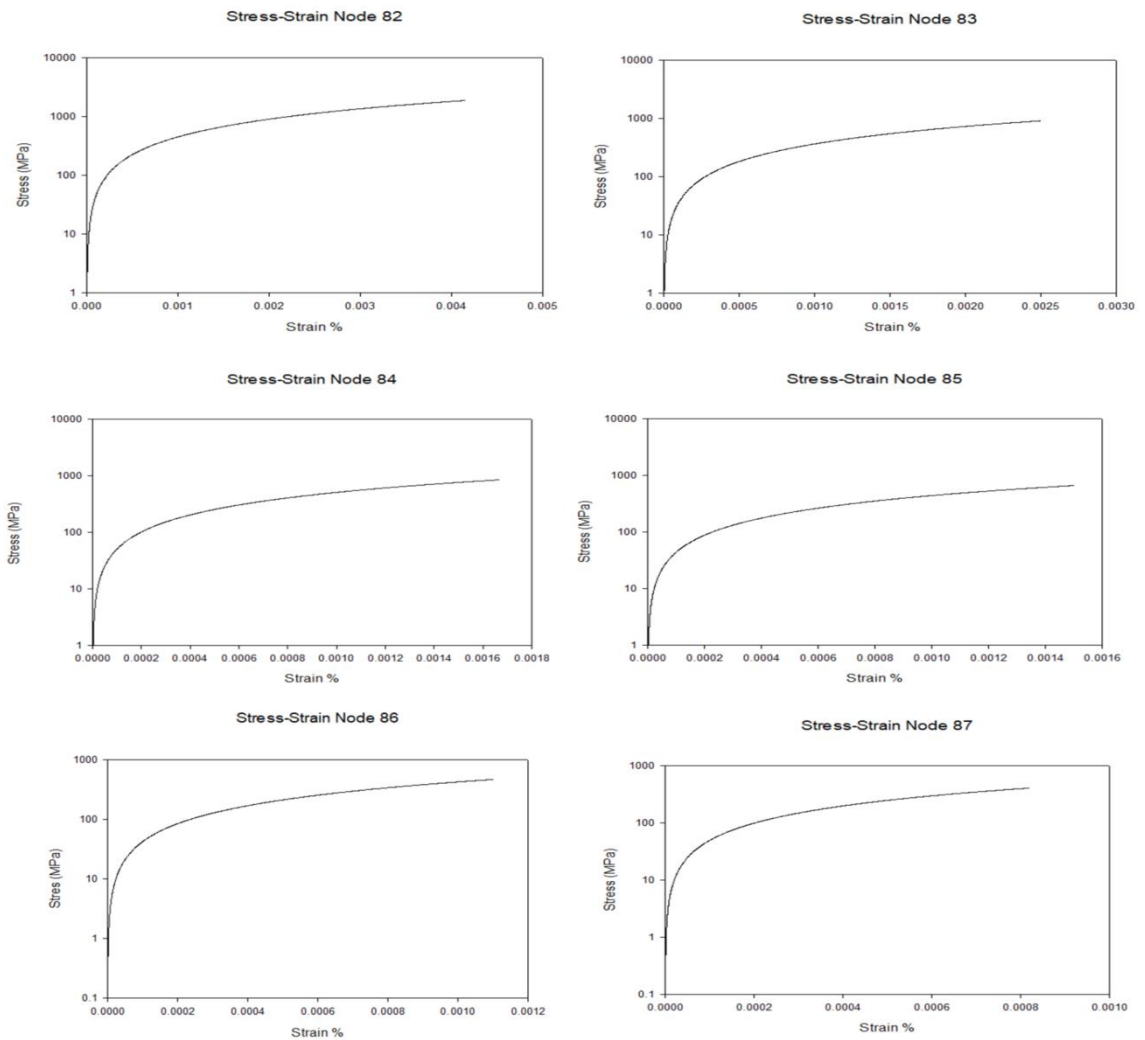 Stress-Strain Node 82
10000
1000
100
10
1
Stress (MPa)
0.000 0.001 0.002 0.003 0.004 0.005
Strain %
Stress-Strain Node 83
10000
1000
100
10
1
Stress (MPa)
0.0000 0.0005 0.0010 0.0015 0.0020 0.0025 0.0030
Strain %
Stress-Strain Node 84
10000
1000
100
10
1
Stress (MPa)
0.0000 0.0002 0.0004 0.0006 0.0008 0.0010 0.0012 0.0014 0.0016 0.0018
Strain %
Stress-Strain Node 85
10000
1000
100
10
1
Stress (MPa)
0.0000 0.0002 0.0004 0.0006 0.0008 0.0010 0.0012 0.0014 0.0016
Strain %
Stress-Strain Node 86
1000
100
10
1
0.1
Stres (MPa)
0.0000 0.0002 0.0004 0.0006 0.0008 0.0010 0.0012
Strain %
Stress-Strain Node 87
1000
100
10
1
0.1
Stress (MPa)
0.0000 0.0002 0.0004 0.0006 0.0008 0.0010
Strain %